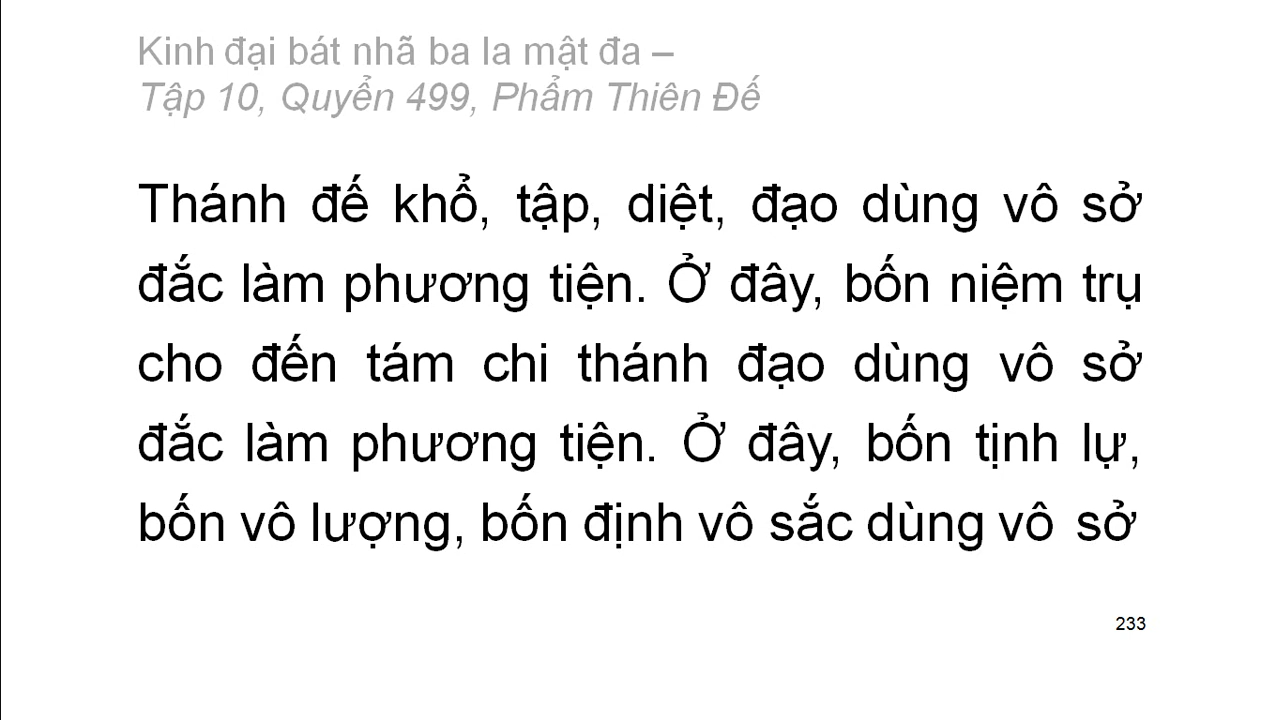 Kinh đại bát nhã ba la mật đa –
Tập 10, Quyển 499, Phẩm Thiên Đế
Thánh đế khổ, tập, diệt, đạo dùng vô sở
đắc làm phương tiện. Ở đây, bốn niệm trụ
cho đến tám chi thánh đạo dùng vô sở
đắc làm phương tiện. Ở đây, bốn tịnh lự,
bốn vô lượng, bốn định vô sắc dùng vô sở
233